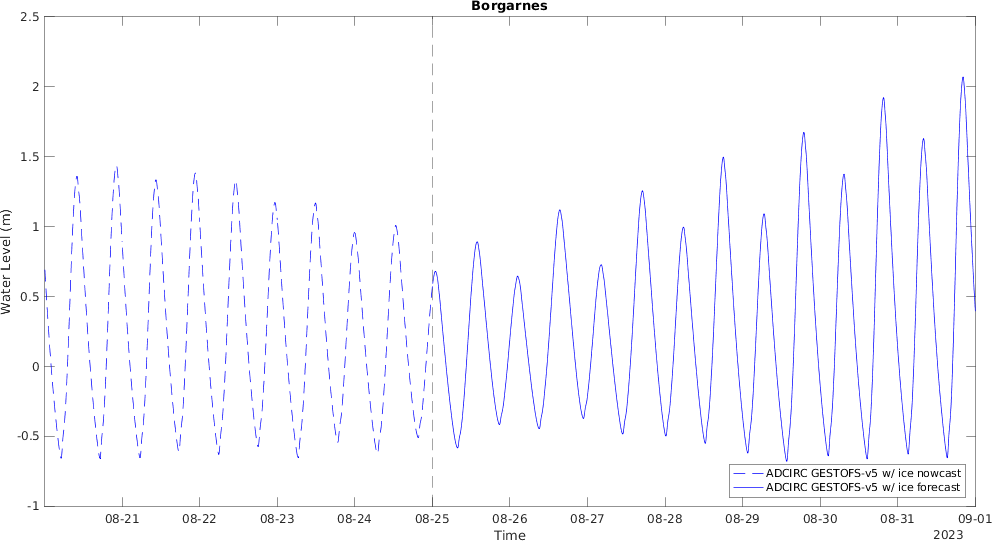 Borgarnes
2.5
2
1.5
1
0.5
0
-0.5
-1
Water Level (m)
ADCIRC GESTOFS-v5 w/ ice nowcast
ADCIRC GESTOFS-v5 w/ ice forecast
08-21 08-22 08-23 08-24 08-25 08-26 08-27 08-28 08-29 08-30 08-31 09-01
Time
2023